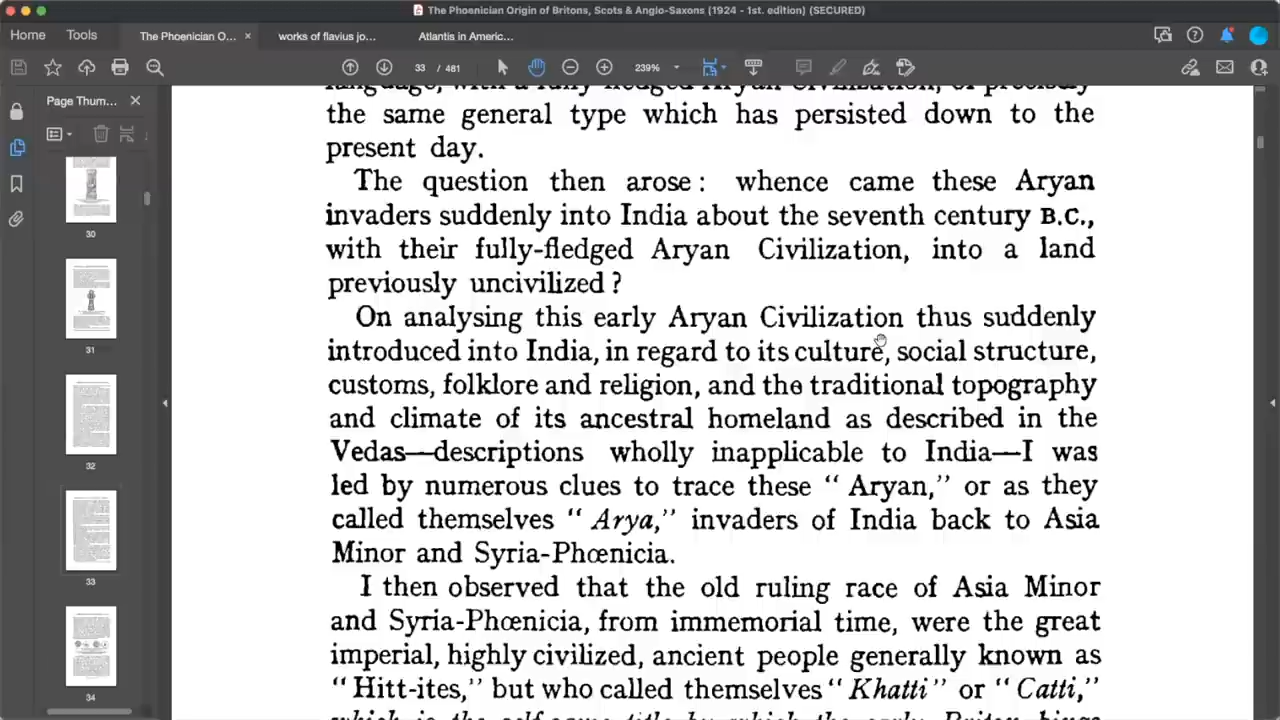 The Phoenician Origin of Britons, Scots & Anglo-Saxons (1924 - 1st. edition) (SECURED)
Home Tools The Phoenician O... × works of flavius jo... Atlantis in Americ...
33 / 481 239%
Page Thum...
30
31
32
33
34
the same general type which has persisted down to the
present day.
The question then arose: whence came these Aryan
invaders suddenly into India about the seventh century B.C.,
with their fully-fledged Aryan Civilization, into a land
previously uncivilized?
On analysing this early Aryan Civilization thus suddenly
introduced into India, in regard to its culture, social structure,
customs, folklore and religion, and the traditional topography
and climate of its ancestral homeland as described in the
Vedas—descriptions wholly inapplicable to India—I was
led by numerous clues to trace these "Aryan," or as they
called themselves "Arya," invaders of India back to Asia
Minor and Syria-Phœnicia.
I then observed that the old ruling race of Asia Minor
and Syria-Phœnicia, from immemorial time, were the great
imperial, highly civilized, ancient people generally known as
"Hitt-ites," but who called themselves "Khatti" or "Catti,"